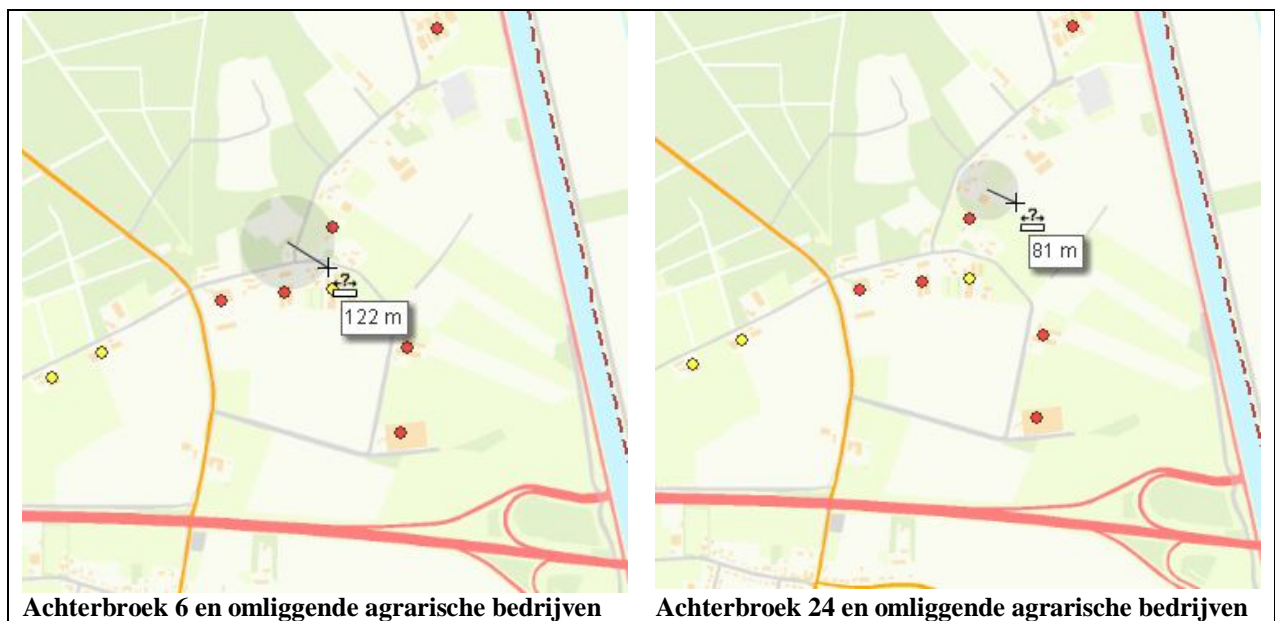 122 m
81 m
Achterbroek 6 en omliggende agrarische bedrijven
Achterbroek 24 en omliggende agrarische bedrijven